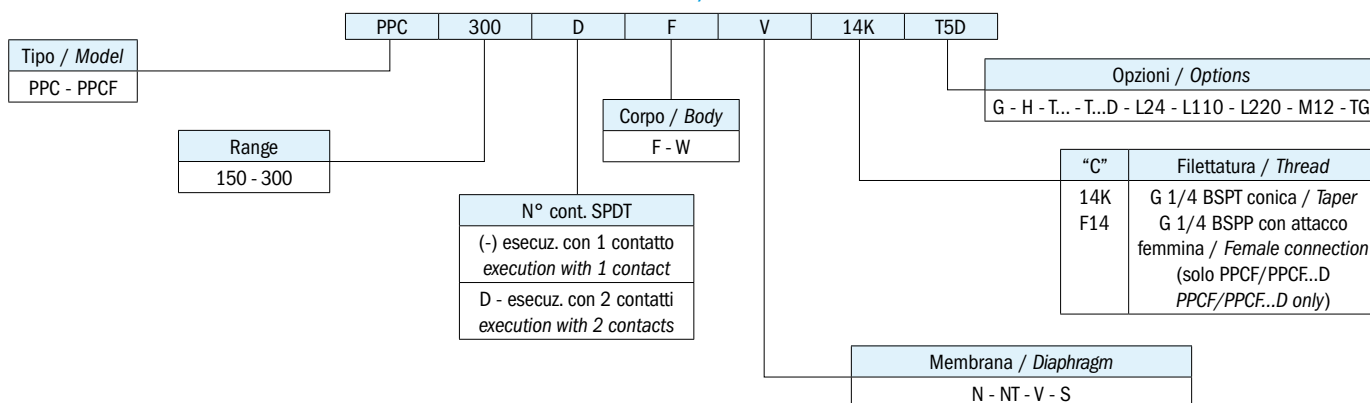 PPC 300 D F V 14K T5D
Tipo / Model
PPC - PPCF
Opzioni / Options
G - H - T... - T...D - L24 - L110 - L220 - M12 - TG
Corpo / Body
F - W
Range
150 - 300
"C" Filettatura / Thread
14K G 1/4 BSPT conica / Taper
F14 G 1/4 BSPP con attacco
femmina / Female connection
(solo PPCF/PPCF...D
PPCF/PPCF...D only)
N° cont. SPDT
(-) esecuz. con 1 contatto
execution with 1 contact
D - esecuz. con 2 contatti
execution with 2 contacts
Membrana / Diaphragm
N - NT - V - S